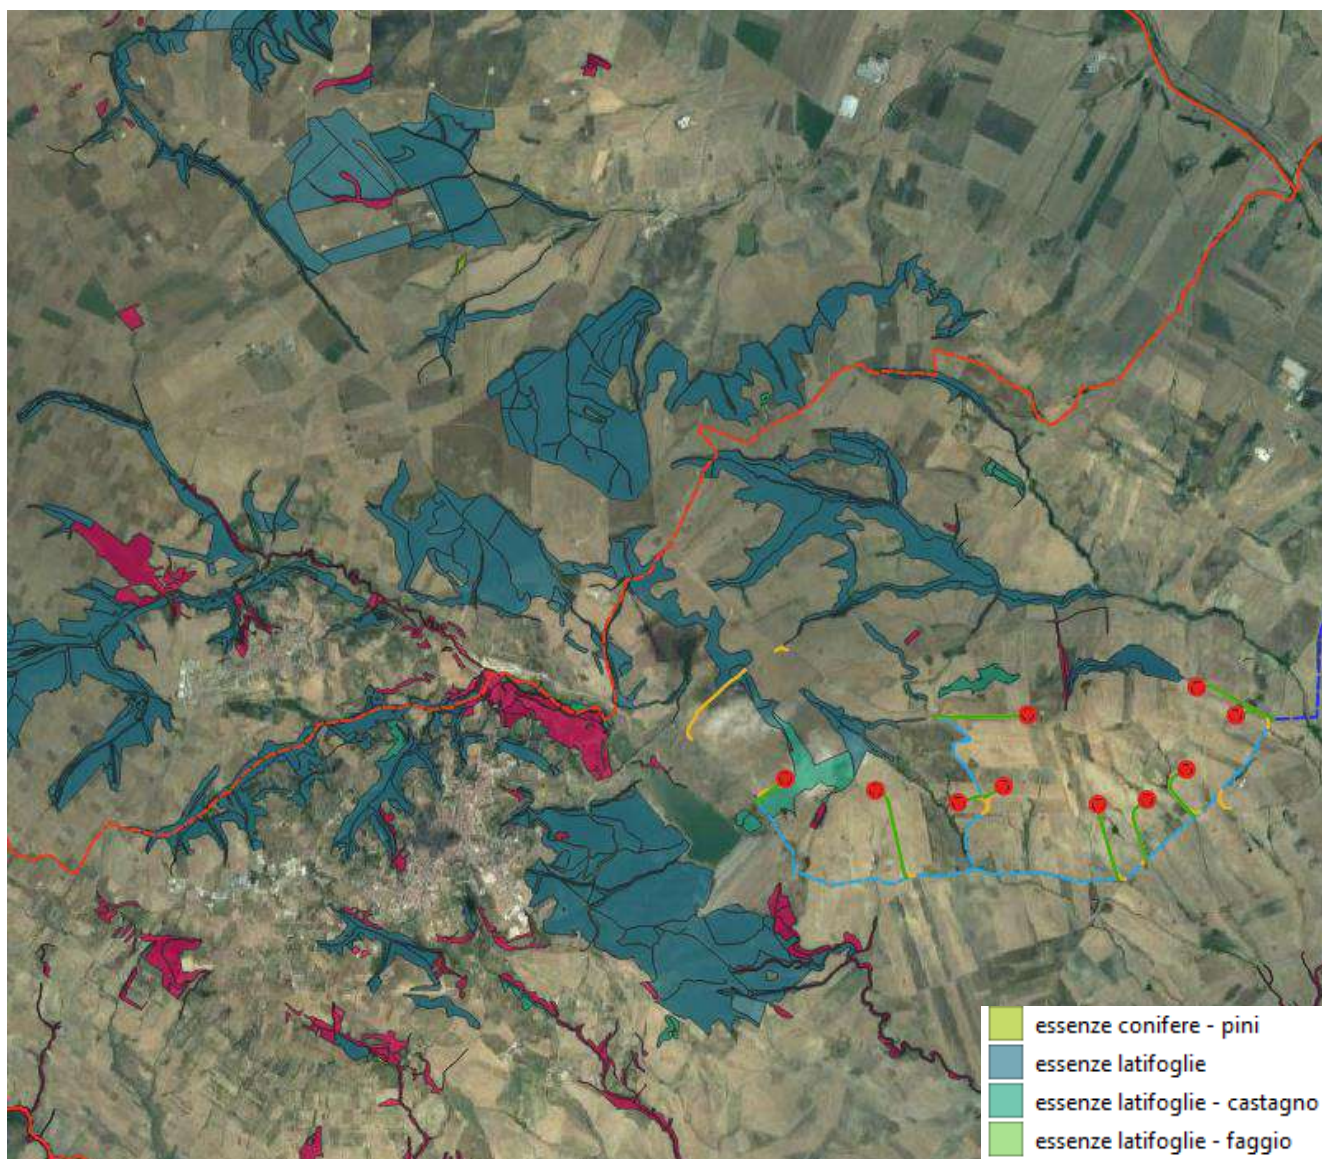 essenze conifere - pini
essenze latifoglie
essenze latifoglie - castagno
essenze latifoglie - faggio